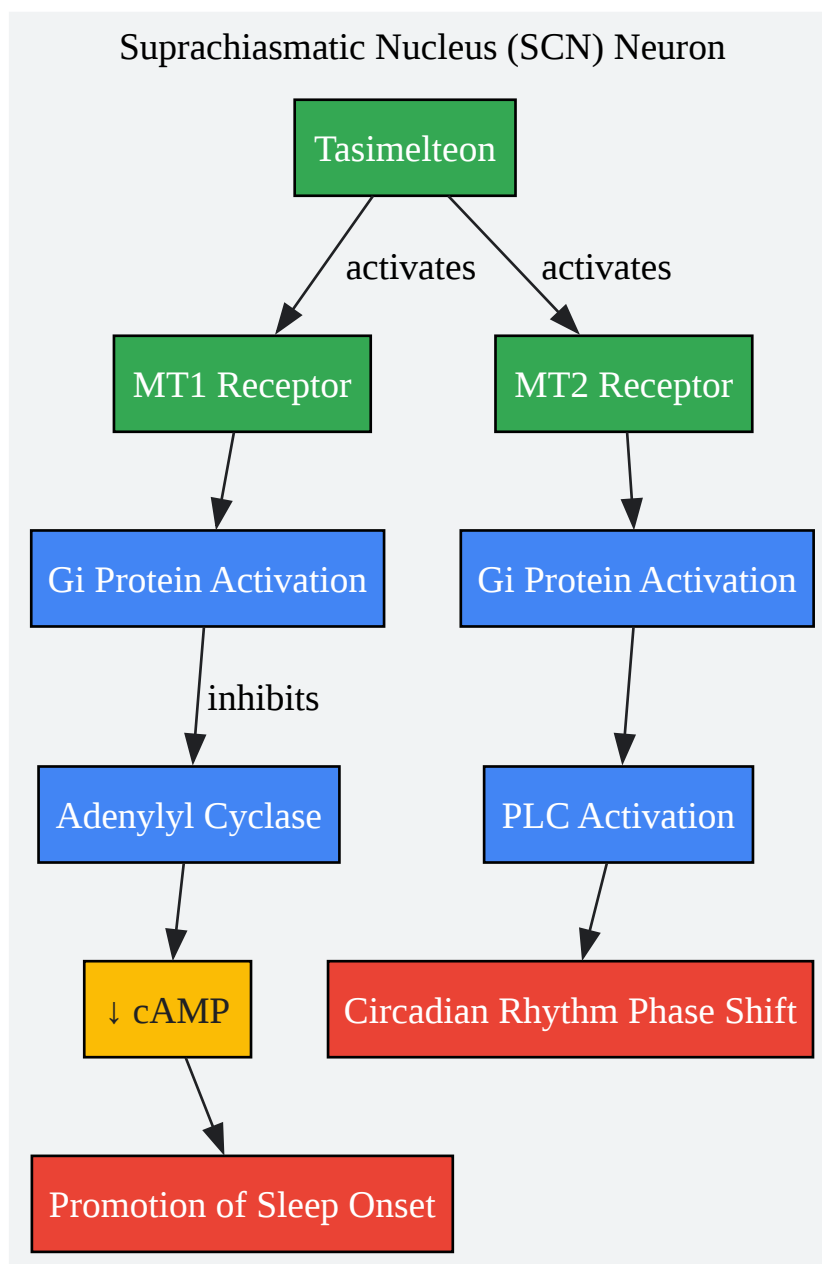 Suprachiasmatic Nucleus (SCN) Neuron
Tasimelteon
activates
activates
MT1 Receptor
MT2 Receptor
Gi Protein Activation
Gi Protein Activation
inhibits
Adenylyl Cyclase
PLC Activation
↓ cAMP
Circadian Rhythm Phase Shift
Promotion of Sleep Onset